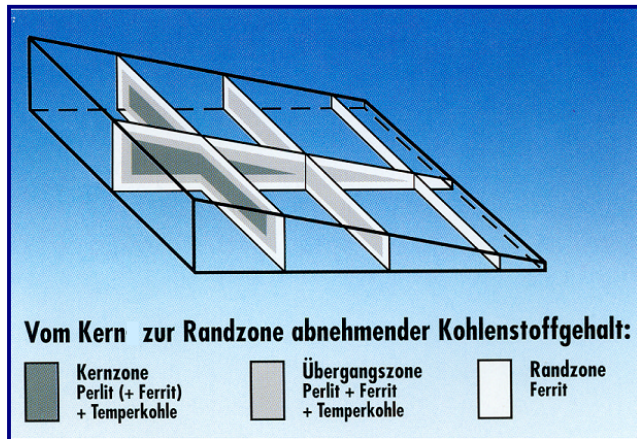 Vom Kern zur Randzone abnehmender Kohlenstoffgehalt:
Kernzone
Perlit (+ Ferrit)
+ Temperkohle
Übergangszone
Perlit + Ferrit
+ Temperkohle
Randzone
Ferrit